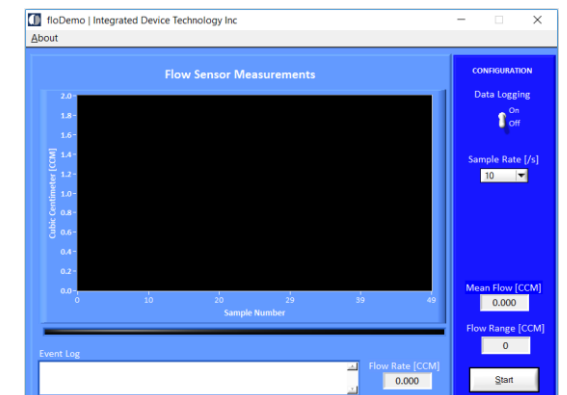 floDemo | Integrated Device Technology Inc
About
Flow Sensor Measurements
2.0
1.8
1.6
1.4
1.2
1.0
0.8
0.6
0.4
0.2
0.0
Cubic Centimeter [CCM]
0 10 20 29 39 49
Sample Number
Event Log
Flow Rate [CCM]
0.000
CONFIGURATION
Data Logging
On
Off
Sample Rate [/s]
10
Mean Flow [CCM]
0.000
Flow Range [CCM]
0
Start